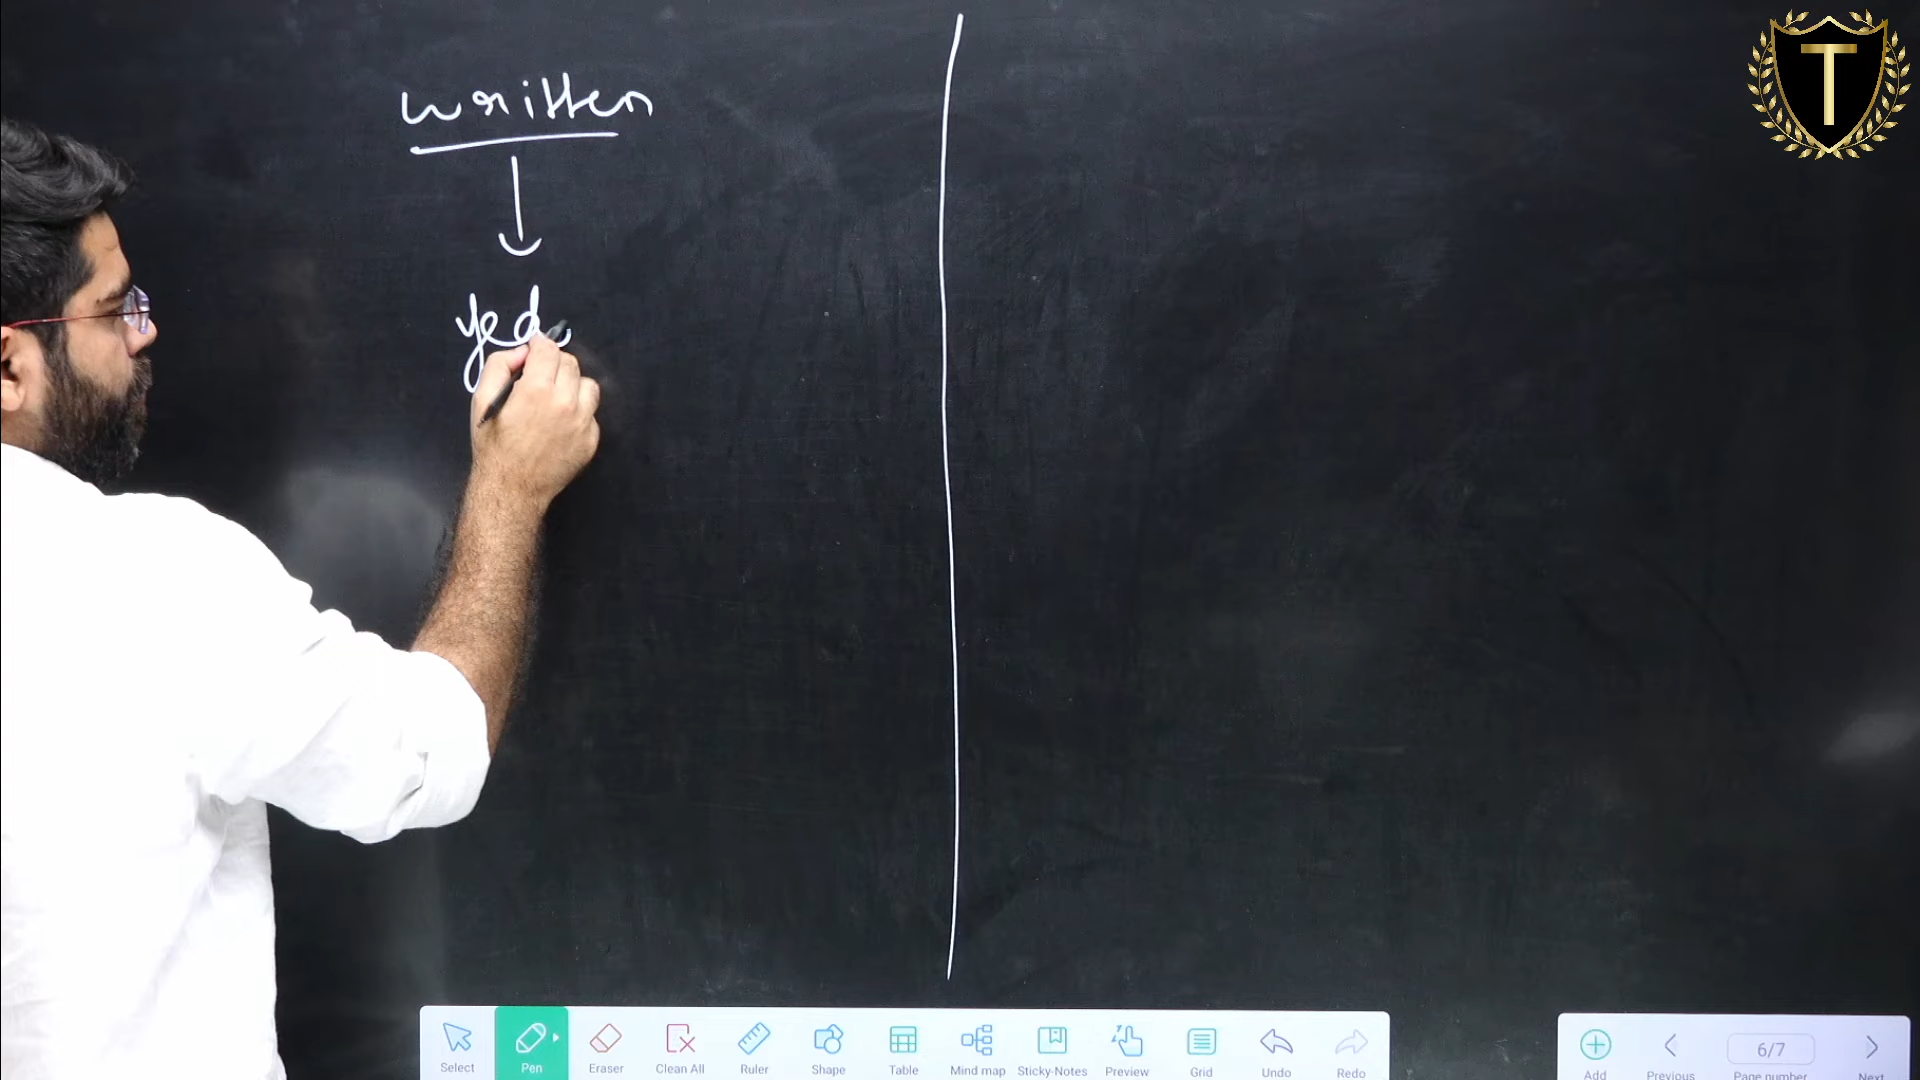 T
written
Select Pen Eraser Clean All Ruler Shape Table Mind map Sticky-Notes Preview Grid Undo Redo
6/7
Add Previous Page number Next